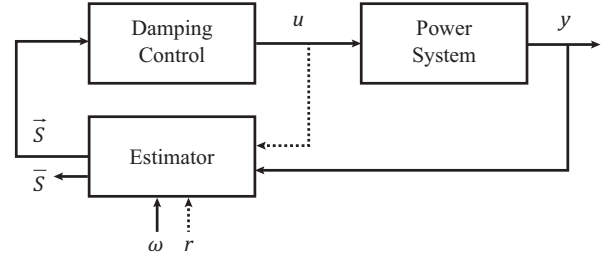 Damping
Control
u
Power
System
y
S⃗
S̅
Estimator
ω
r